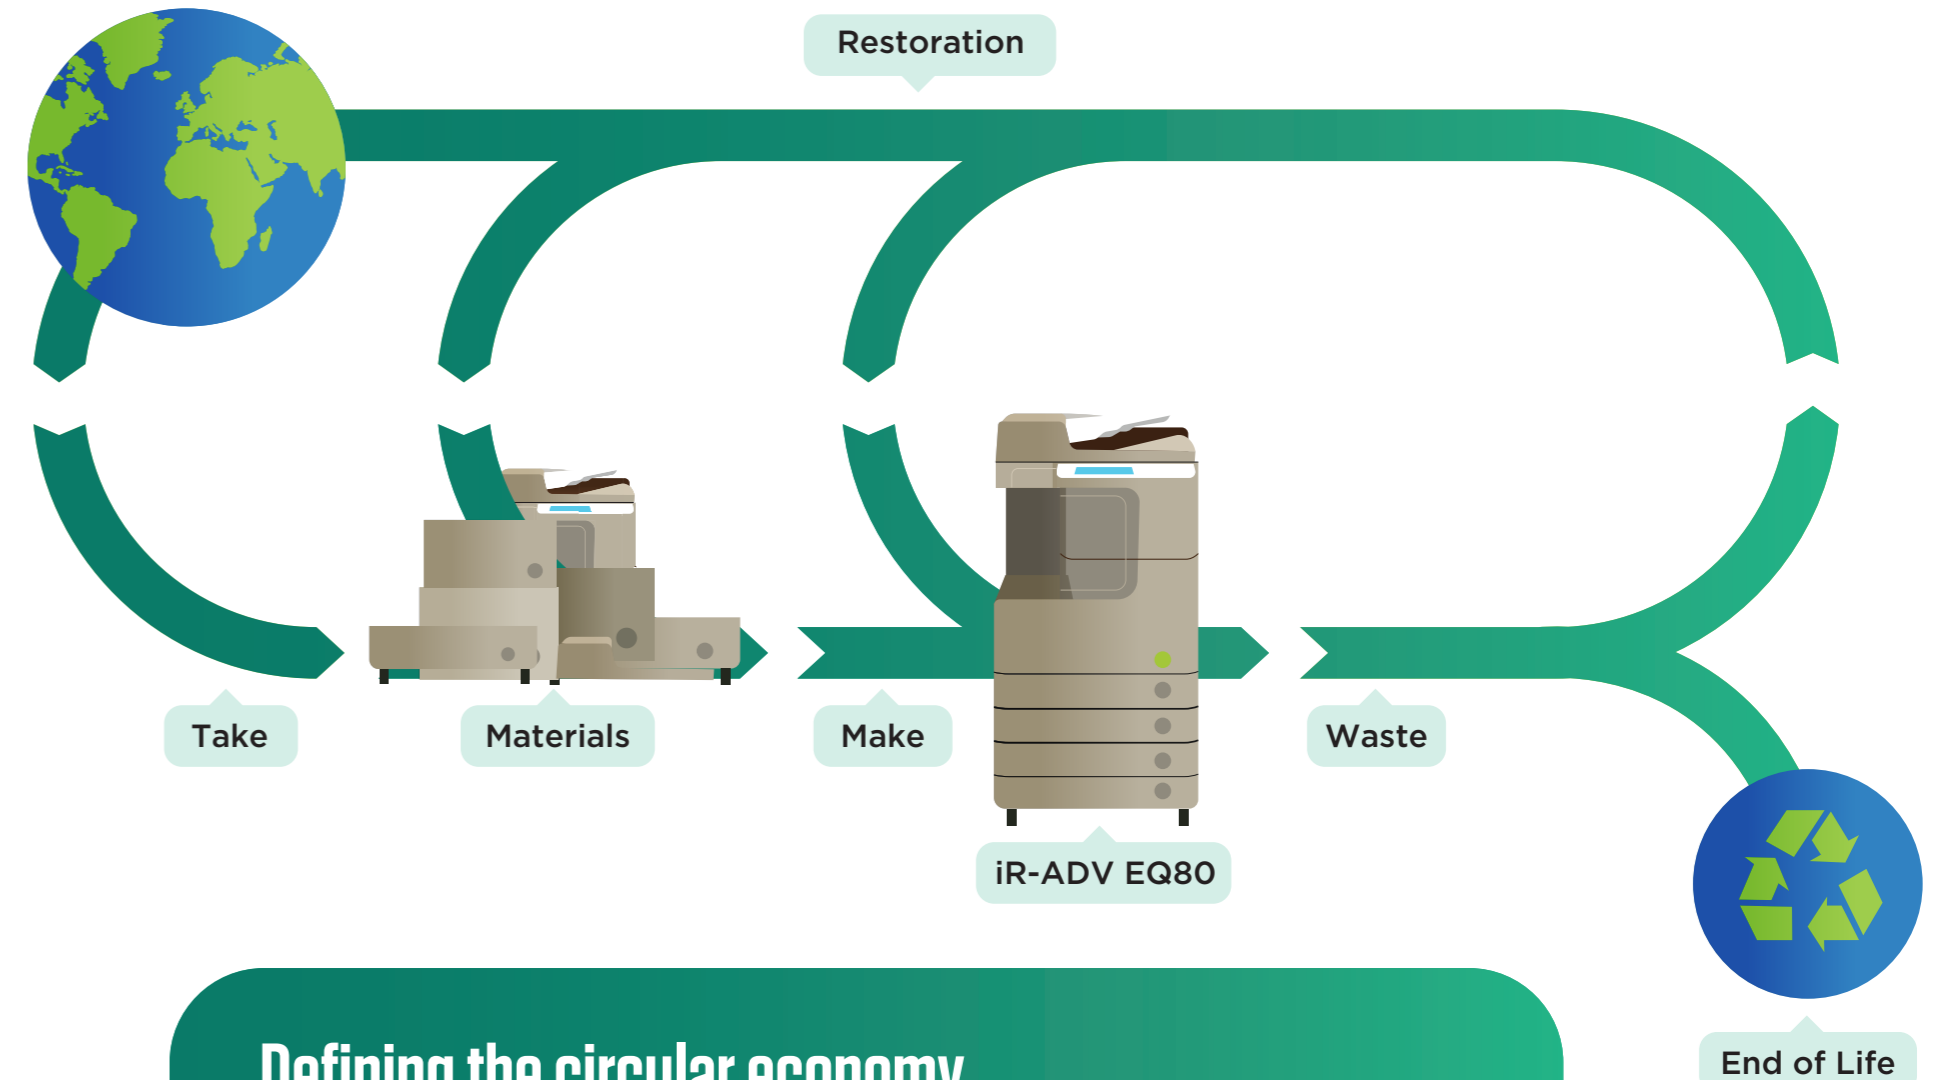 Restoration
Take
Materials
Make
Waste
iR-ADV EQ80
End of Life
Defining the circular economy